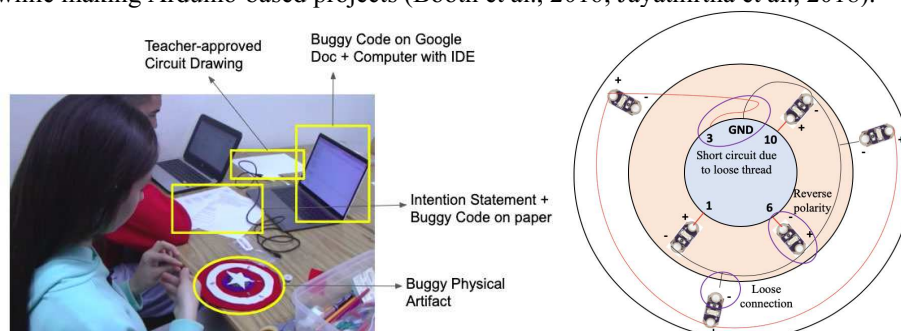 while making Arduino-based projects (Booth et al., 2016; Jayathirtha et al., 2018).
Teacher-approved
Circuit Drawing
Buggy Code on Google
Doc + Computer with IDE
Intention Statement +
Buggy Code on paper
Buggy Physical
Artifact
+
-
3
GND
10
-
+
Short circuit due
to loose thread
-
+
1
6
Reverse
polarity
+
-
-
+
Loose
connection
-
+